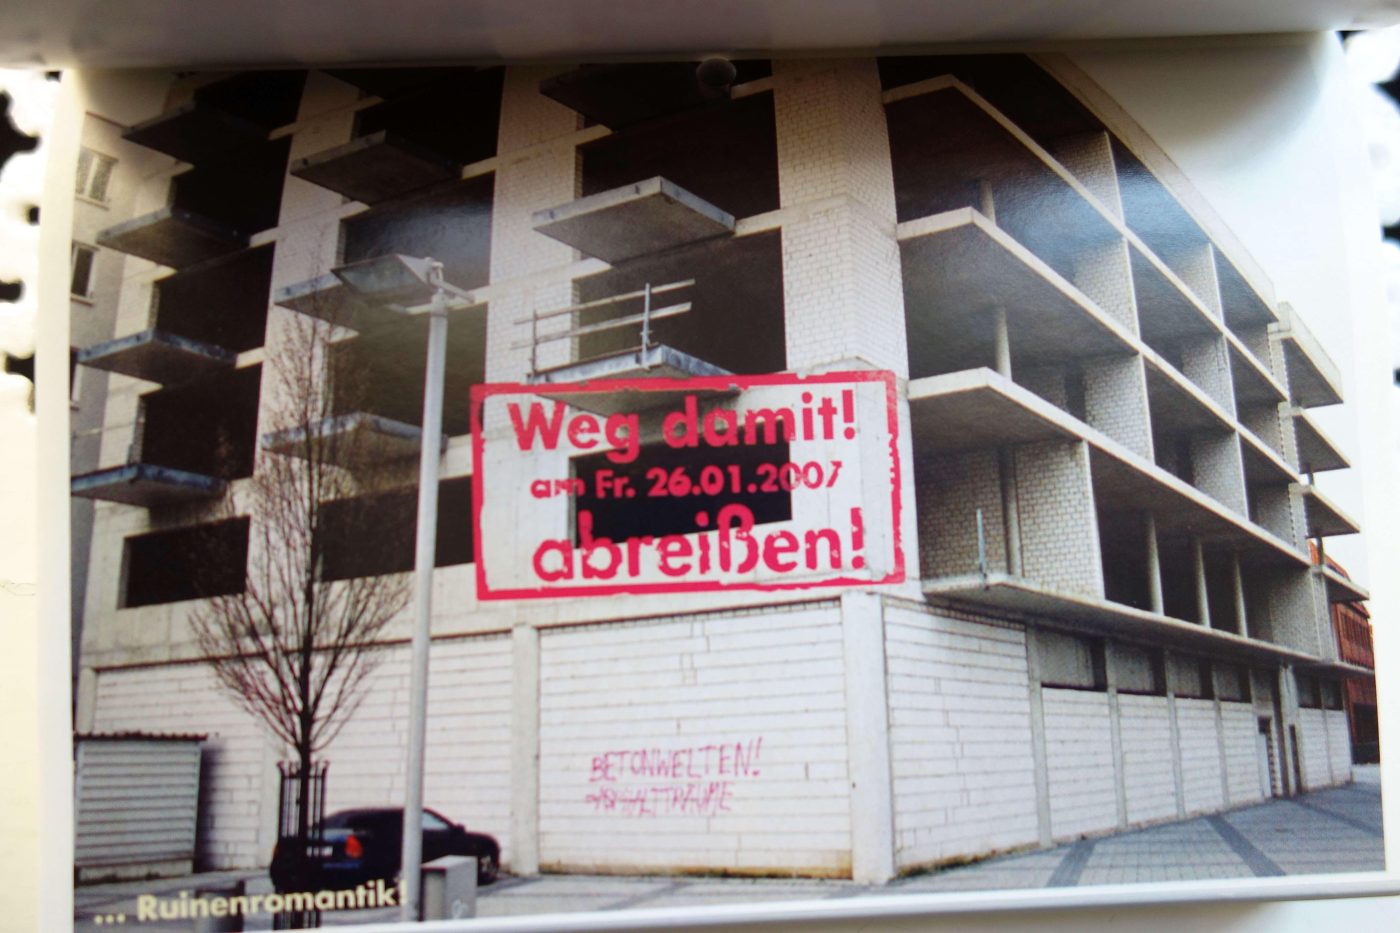 Weg damit!
am Fr. 26.01.2007
abreißen!
BETONWELTEN!
... Ruinenromantik!